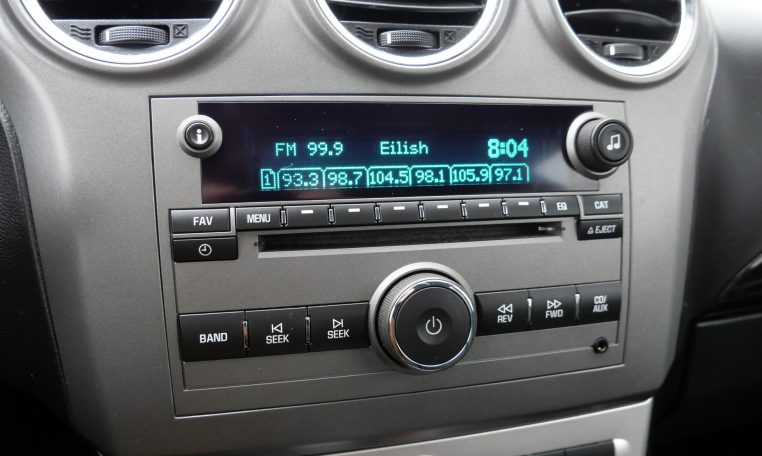 i
FM 99.9 Eilish 8:04
1 93.3 98.7 104.5 98.1 105.9 97.1
FAV MENU EQ CAT
EJECT
BAND SEEK SEEK REV FWD CD/
AUX